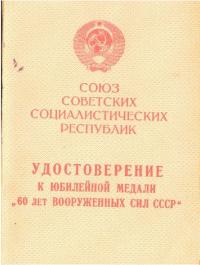 СОЮЗ
СОВЕТСКИХ
СОЦИАЛИСТИЧЕСКИХ
РЕСПУБЛИК
УДОСТОВЕРЕНИЕ
К ЮБИЛЕЙНОЙ МЕДАЛИ
„60 ЛЕТ ВООРУЖЕННЫХ СИЛ СССР“